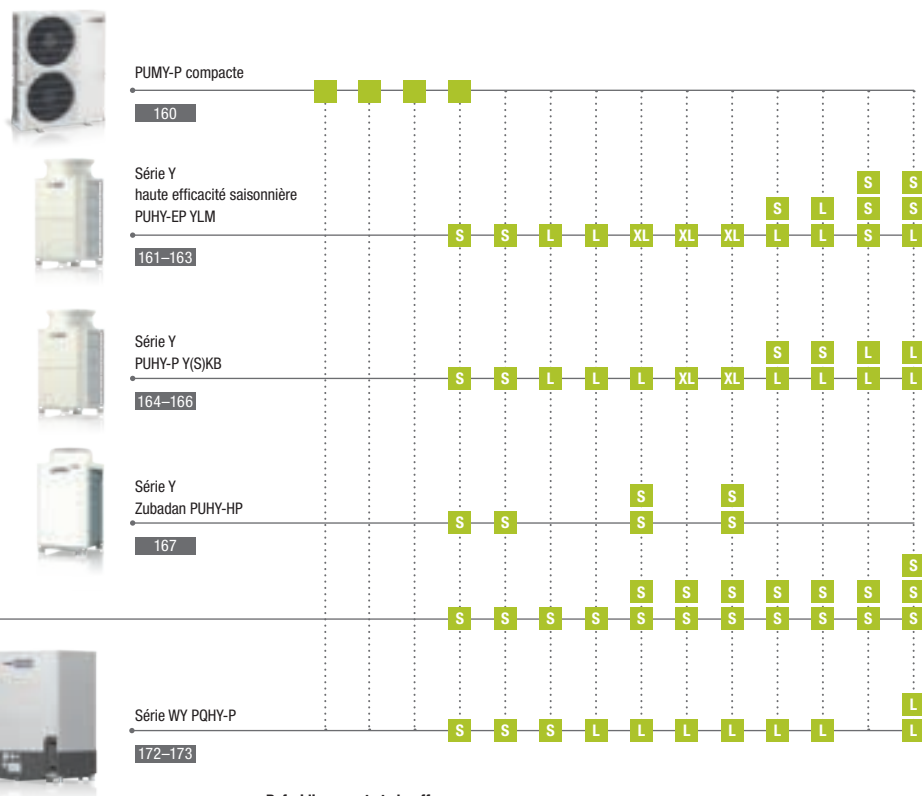 PUMY-P compacte
160
Série Y
haute efficacité saisonnière
PUHY-EP YLM
S S
S L S S
S S L L XL XL XL L L S L
161–163
Série Y
PUHY-P Y(S)KB
S S L L
S S L L L XL XL L L L L
164–166
Série Y
Zubadan PUHY-HP
S S
S S S S
167
S
S S S S S S S
S S S S S S S S S S S
Série WY PQHY-P
L
S S S L L L L L L L
172–173